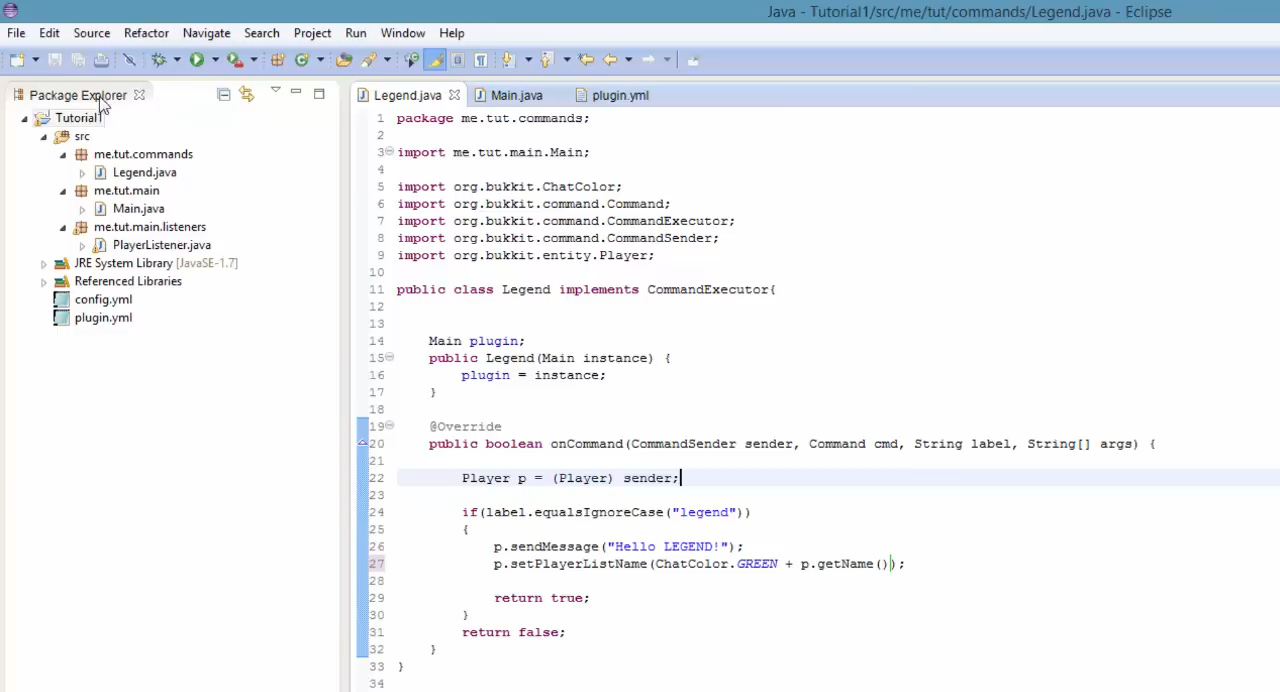 Java - Tutorial1/src/me/tut/commands/Legend.java - Eclipse
File Edit Source Refactor Navigate Search Project Run Window Help
Package Explorer
Tutorial1
src
me.tut.commands
Legend.java
me.tut.main
Main.java
me.tut.main.listeners
PlayerListener.java
JRE System Library [JavaSE-1.7]
Referenced Libraries
config.yml
plugin.yml
Legend.java Main.java plugin.yml
1 package me.tut.commands;
2
3 import me.tut.main.Main;
4
5 import org.bukkit.ChatColor;
6 import org.bukkit.command.Command;
7 import org.bukkit.command.CommandExecutor;
8 import org.bukkit.command.CommandSender;
9 import org.bukkit.entity.Player;
10
11 public class Legend implements CommandExecutor{
12
13
14 Main plugin;
15 public Legend(Main instance) {
16 plugin = instance;
17 }
18
19 @Override
20 public boolean onCommand(CommandSender sender, Command cmd, String label, String[] args) {
21
22 Player p = (Player) sender;
23
24 if(label.equalsIgnoreCase("legend"))
25 {
26 p.sendMessage("Hello LEGEND!");
27 p.setPlayerListName(ChatColor.GREEN + p.getName());
28
29 return true;
30 }
31 return false;
32 }
33 }
34